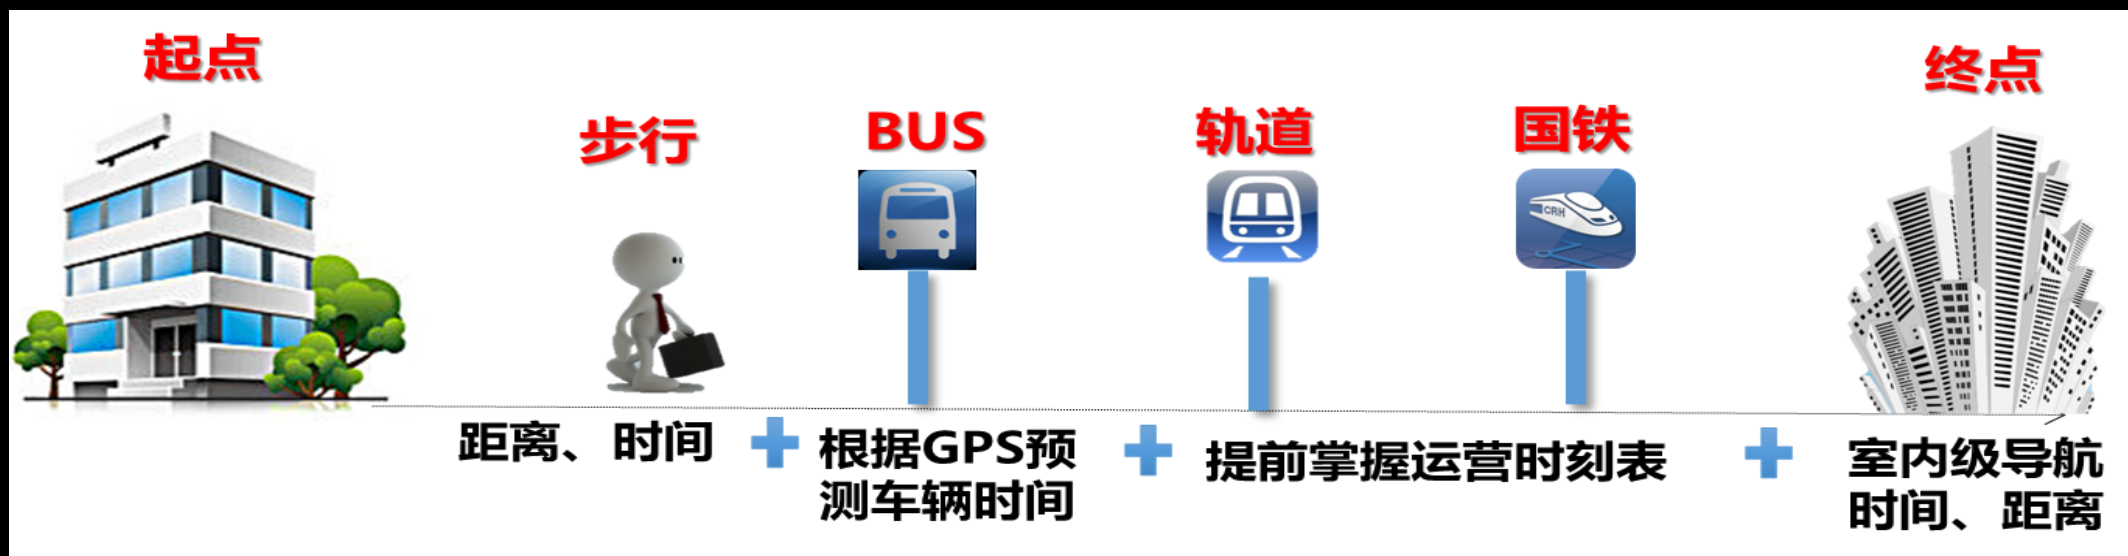 起点
终点
步行
BUS
轨道
国铁
CRH
距离、时间
根据GPS预
测车辆时间
提前掌握运营时刻表
室内级导航
时间、距离